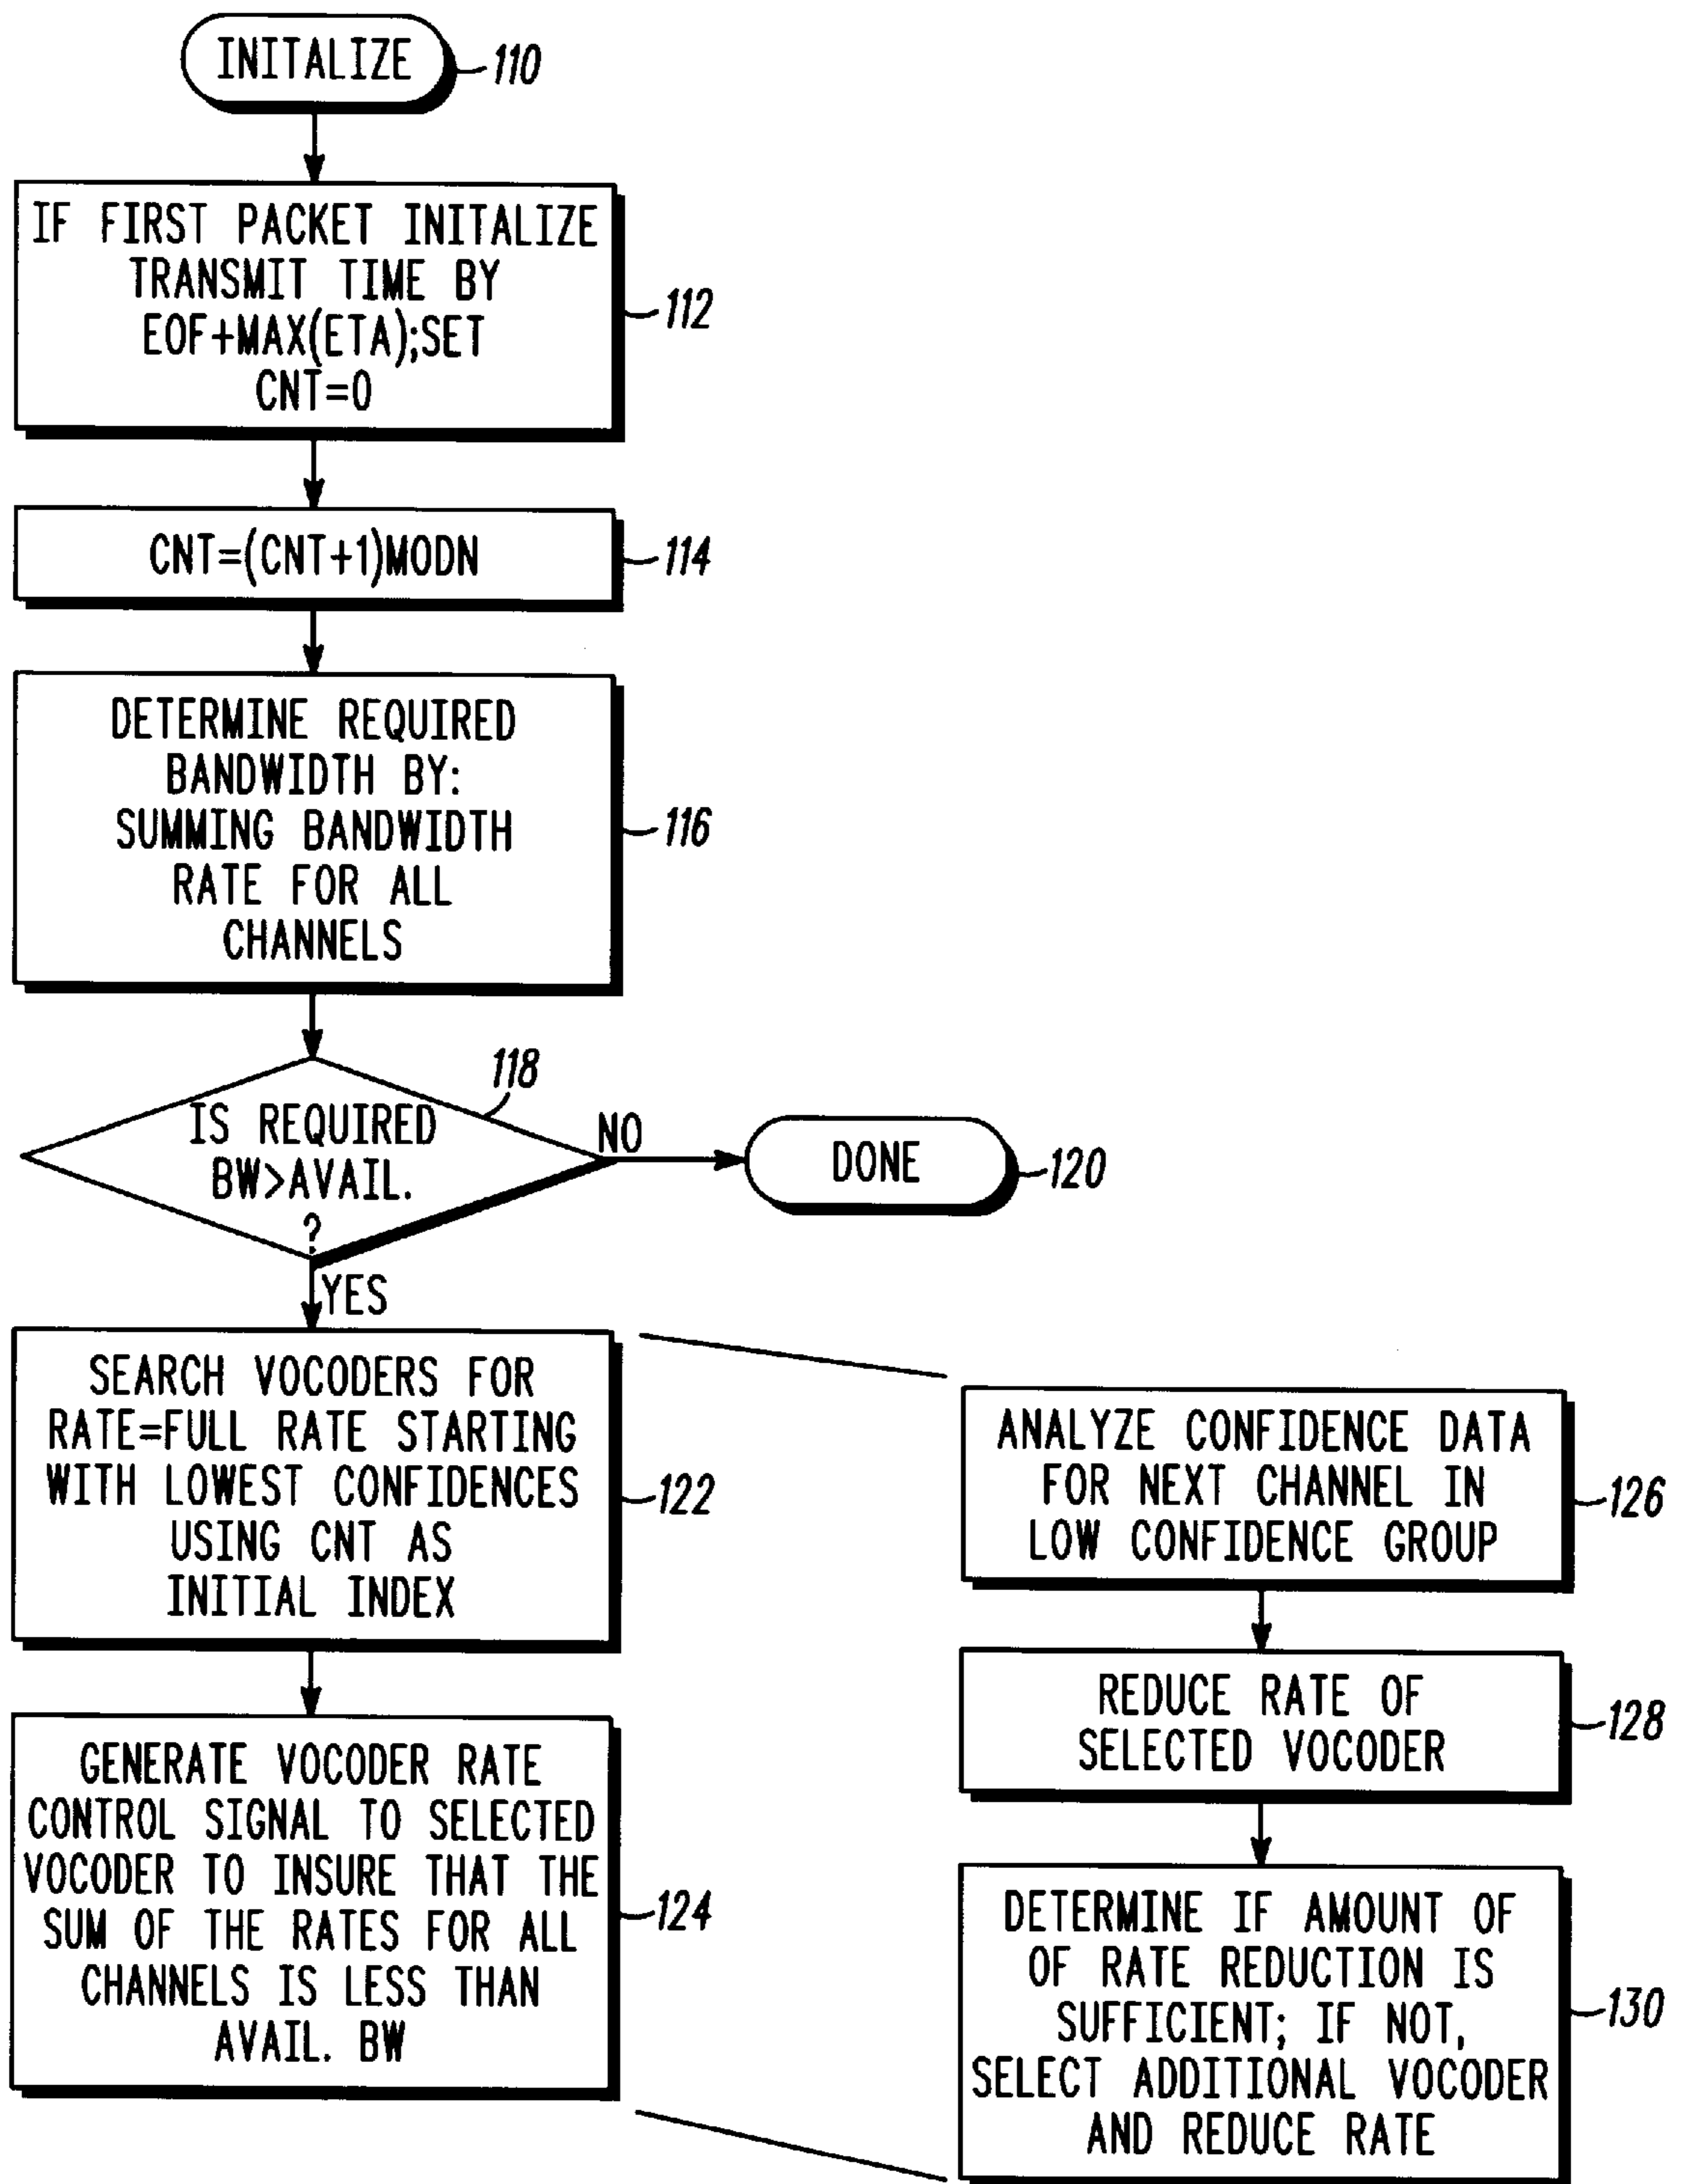 INITALIZE
110
IF FIRST PACKET INITALIZE
TRANSMIT TIME BY
EOF+MAX(ETA);SET
CNT=0
112
CNT=(CNT+1)MODN
114
DETERMINE REQUIRED
BANDWIDTH BY:
SUMMING BANDWIDTH
RATE FOR ALL
CHANNELS
116
118
IS REQUIRED
BW>AVAIL.
?
NO
DONE
120
YES
SEARCH VOCODERS FOR
RATE=FULL RATE STARTING
WITH LOWEST CONFIDENCES
USING CNT AS
INITIAL INDEX
122
GENERATE VOCODER RATE
CONTROL SIGNAL TO SELECTED
VOCODER TO INSURE THAT THE
SUM OF THE RATES FOR ALL
CHANNELS IS LESS THAN
AVAIL. BW
124
ANALYZE CONFIDENCE DATA
FOR NEXT CHANNEL IN
LOW CONFIDENCE GROUP
126
REDUCE RATE OF
SELECTED VOCODER
128
DETERMINE IF AMOUNT OF
OF RATE REDUCTION IS
SUFFICIENT; IF NOT,
SELECT ADDITIONAL VOCODER
AND REDUCE RATE
130